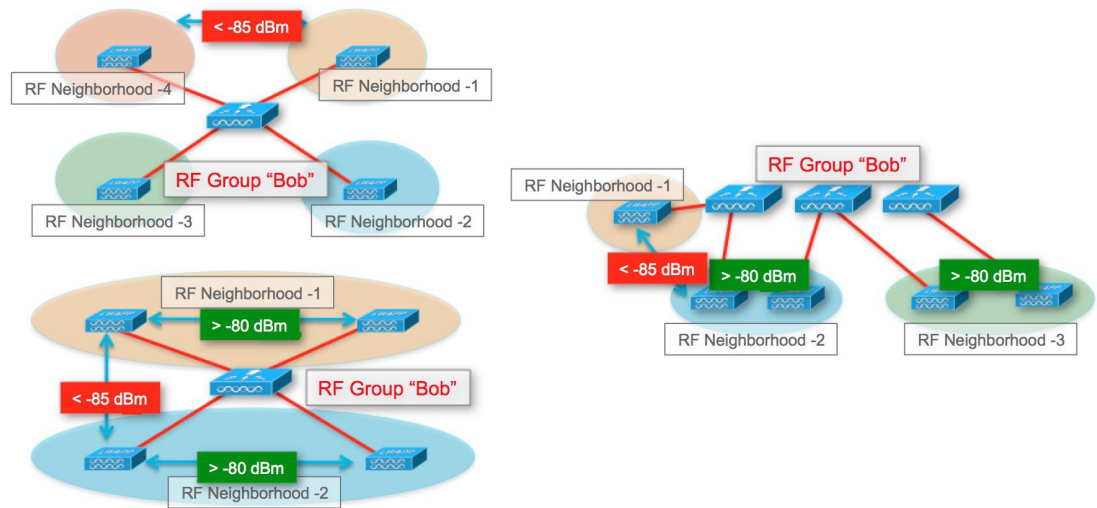 < -85 dBm
RF Neighborhood -4
RF Neighborhood -1
RF Group “Bob”
RF Neighborhood -3
RF Neighborhood -2
RF Neighborhood -1
> -80 dBm
< -85 dBm
RF Group “Bob”
> -80 dBm
RF Neighborhood -2
RF Group “Bob”
RF Neighborhood -1
< -85 dBm
> -80 dBm
> -80 dBm
RF Neighborhood -2
RF Neighborhood -3